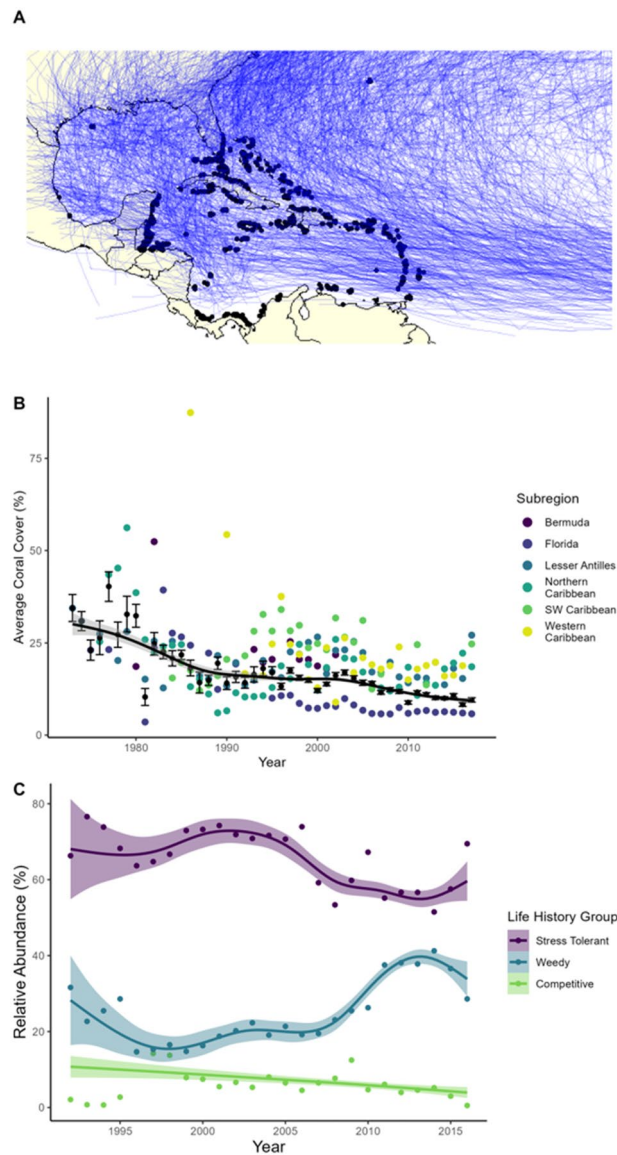 A
B
Average Coral Cover (%)
75
50
25
0
1980
1990
2000
2010
Year
Subregion
Bermuda
Florida
Lesser Antilles
Northern
Caribbean
SW Caribbean
Western
Caribbean
C
Relative Abundance (%)
80
60
40
20
0
1995
2000
2005
2010
2015
Year
Life History Group
Stress Tolerant
Weedy
Competitive